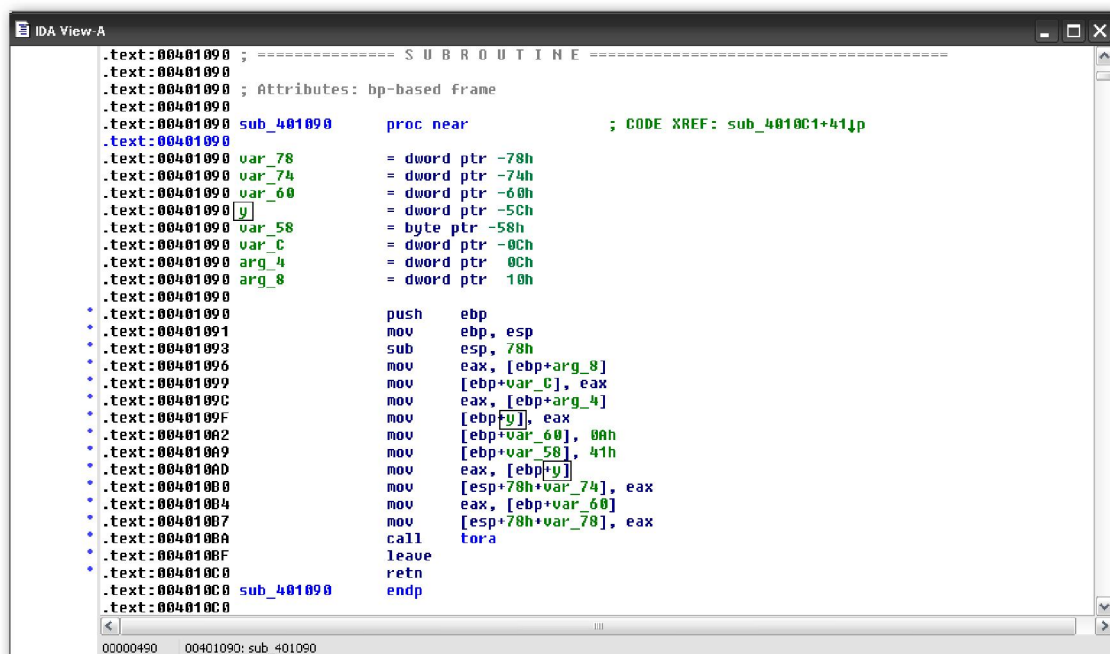 IDA View-A
.text:00401090 ; =============== S U B R O U T I N E =======================================
.text:00401090
.text:00401090 ; Attributes: bp-based frame
.text:00401090
.text:00401090 sub_401090 proc near ; CODE XREF: sub_4010C1+41↓p
.text:00401090
.text:00401090 var_78 = dword ptr -78h
.text:00401090 var_74 = dword ptr -74h
.text:00401090 var_60 = dword ptr -60h
.text:00401090 y = dword ptr -5Ch
.text:00401090 var_58 = byte ptr -58h
.text:00401090 var_C = dword ptr -0Ch
.text:00401090 arg_4 = dword ptr 0Ch
.text:00401090 arg_8 = dword ptr 10h
.text:00401090
.text:00401090 push ebp
.text:00401091 mov ebp, esp
.text:00401093 sub esp, 78h
.text:00401096 mov eax, [ebp+arg_8]
.text:00401099 mov [ebp+var_C], eax
.text:0040109C mov eax, [ebp+arg_4]
.text:0040109F mov [ebp+y], eax
.text:004010A2 mov [ebp+var_60], 0Ah
.text:004010A9 mov [ebp+var_58], 41h
.text:004010AD mov eax, [ebp+y]
.text:004010B0 mov [esp+78h+var_74], eax
.text:004010B4 mov eax, [ebp+var_60]
.text:004010B7 mov [esp+78h+var_78], eax
.text:004010BA call tora
.text:004010BF leave
.text:004010C0 retn
.text:004010C0 sub_401090 endp
.text:004010C0
00000490 00401090: sub_401090